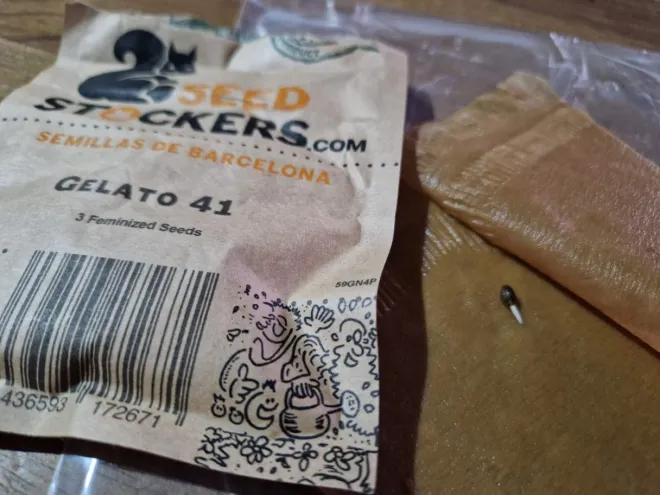 SEED
STOCKERS.COM
SEMILLAS DE BARCELONA
GELATO 41
3 Feminized Seeds
59GN4P
436593 172671